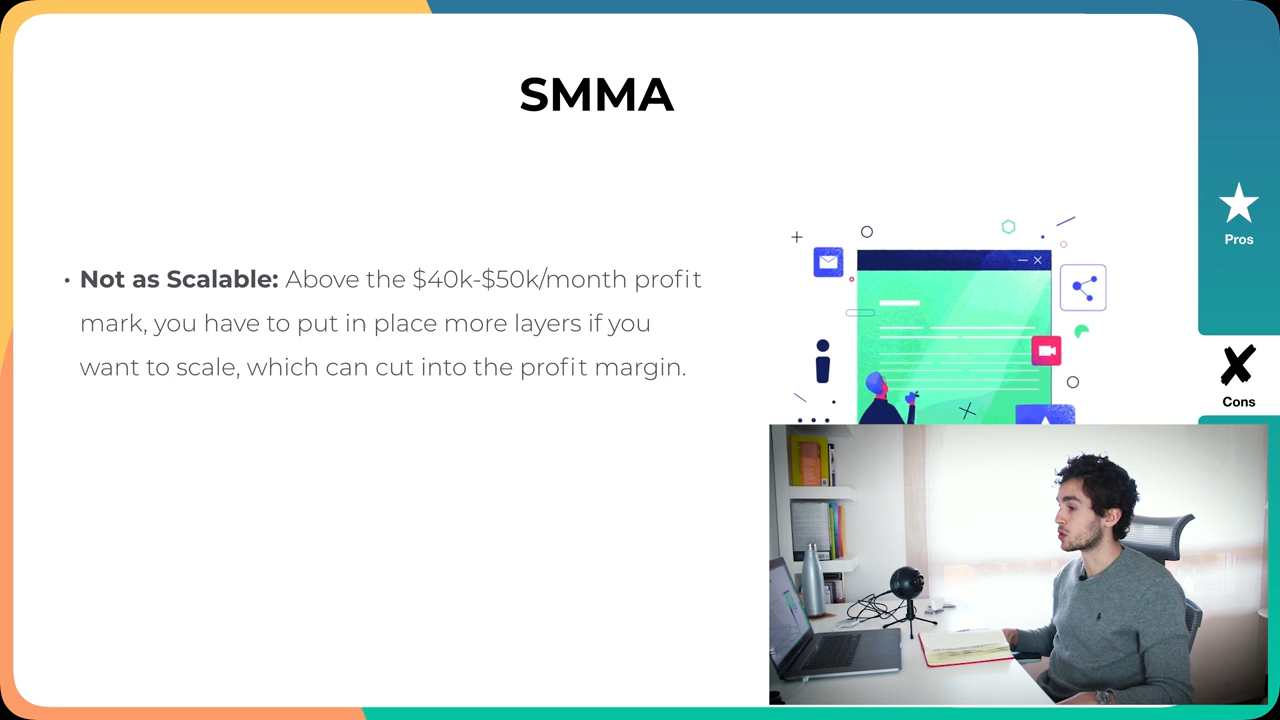 SMMA
• Not as Scalable: Above the $40k-$50k/month profit
mark, you have to put in place more layers if you
want to scale, which can cut into the profit margin.
Pros
Cons